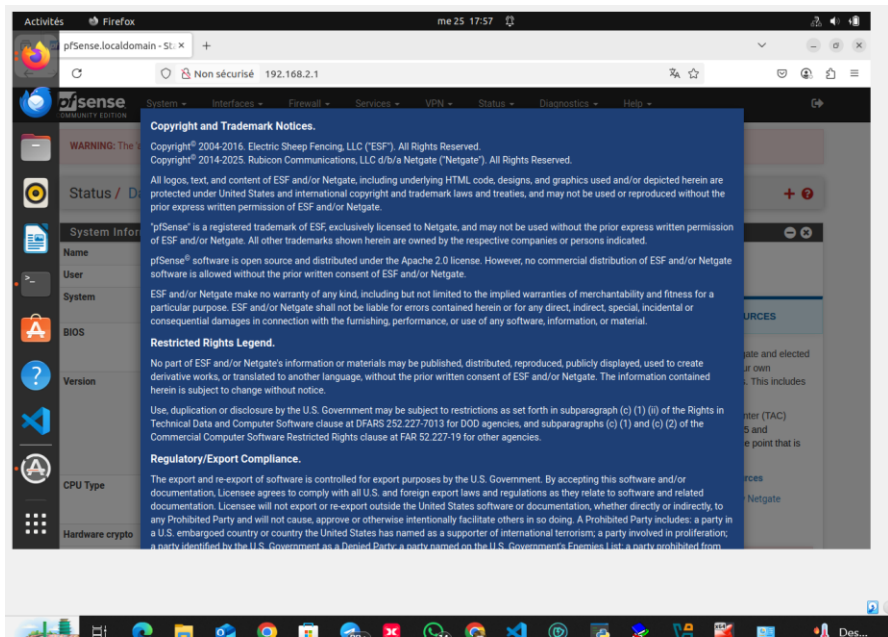 Activités Firefox me 25 17:57
pfSense.localdomain - Sta
Non sécurisé 192.168.2.1
pfsense System Interfaces Firewall Services VPN Status Diagnostics Help
COMMUNITY EDITION
Copyright and Trademark Notices.
WARNING: The
Copyright© 2004-2016. Electric Sheep Fencing, LLC ("ESF"). All Rights Reserved.
Copyright© 2014-2025. Rubicon Communications, LLC d/b/a Netgate ("Netgate"). All Rights Reserved.
All logos, text, and content of ESF and/or Netgate, including underlying HTML code, designs, and graphics used and/or depicted herein are
protected under United States and international copyright and trademark laws and treaties, and may not be used or reproduced without the
prior express written permission of ESF and/or Netgate.
Status /
"pfSense" is a registered trademark of ESF, exclusively licensed to Netgate, and may not be used without the prior express written permission
of ESF and/or Netgate. All other trademarks shown herein are owned by the respective companies or persons indicated.
System Infor
Name
pfSense® software is open source and distributed under the Apache 2.0 license. However, no commercial distribution of ESF and/or Netgate
software is allowed without the prior written consent of ESF and/or Netgate.
User
System
ESF and/or Netgate make no warranty of any kind, including but not limited to the implied warranties of merchantability and fitness for a
particular purpose. ESF and/or Netgate shall not be liable for errors contained herein or for any direct, indirect, special, incidental or
consequential damages in connection with the furnishing, performance, or use of any software, information, or material.
URCES
BIOS
Restricted Rights Legend.
No part of ESF and/or Netgate's information or materials may be published, distributed, reproduced, publicly displayed, used to create
derivative works, or translated to another language, without the prior written consent of ESF and/or Netgate. The information contained
herein is subject to change without notice.
gate and elected
ur own
. This includes
Version
Use, duplication or disclosure by the U.S. Government may be subject to restrictions as set forth in subparagraph (c) (1) (ii) of the Rights in
Technical Data and Computer Software clause at DFARS 252.227-7013 for DOD agencies, and subparagraphs (c) (1) and (c) (2) of the
Commercial Computer Software Restricted Rights clause at FAR 52.227-19 for other agencies.
nter (TAC)
5 and
e point that is
Regulatory/Export Compliance.
The export and re-export of software is controlled for export purposes by the U.S. Government. By accepting this software and/or
documentation, Licensee agrees to comply with all U.S. and foreign export laws and regulations as they relate to software and related
documentation. Licensee will not export or re-export outside the United States software or documentation, whether directly or indirectly, to
any Prohibited Party and will not cause, approve or otherwise intentionally facilitate others in so doing. A Prohibited Party includes: a party in
a U.S. embargoed country or country the United States has named as a supporter of international terrorism; a party involved in proliferation;
a party identified by the U.S. Government as a Denied Party; a party named on the U.S. Government's Enemies List; a party prohibited from
CPU Type
rces
Netgate
Hardware crypto
Des...